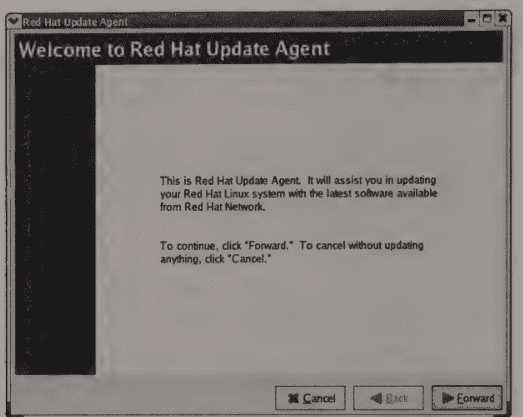 Red Hat Update Agent
Welcome to Red Hat Update Agent
This is Red Hat Update Agent. It will assist you in updating
your Red Hat Linux system with the latest software available
from Red Hat Network.
To continue, click "Forward." To cancel without updating
anything, click "Cancel."
Cancel
Back
Forward